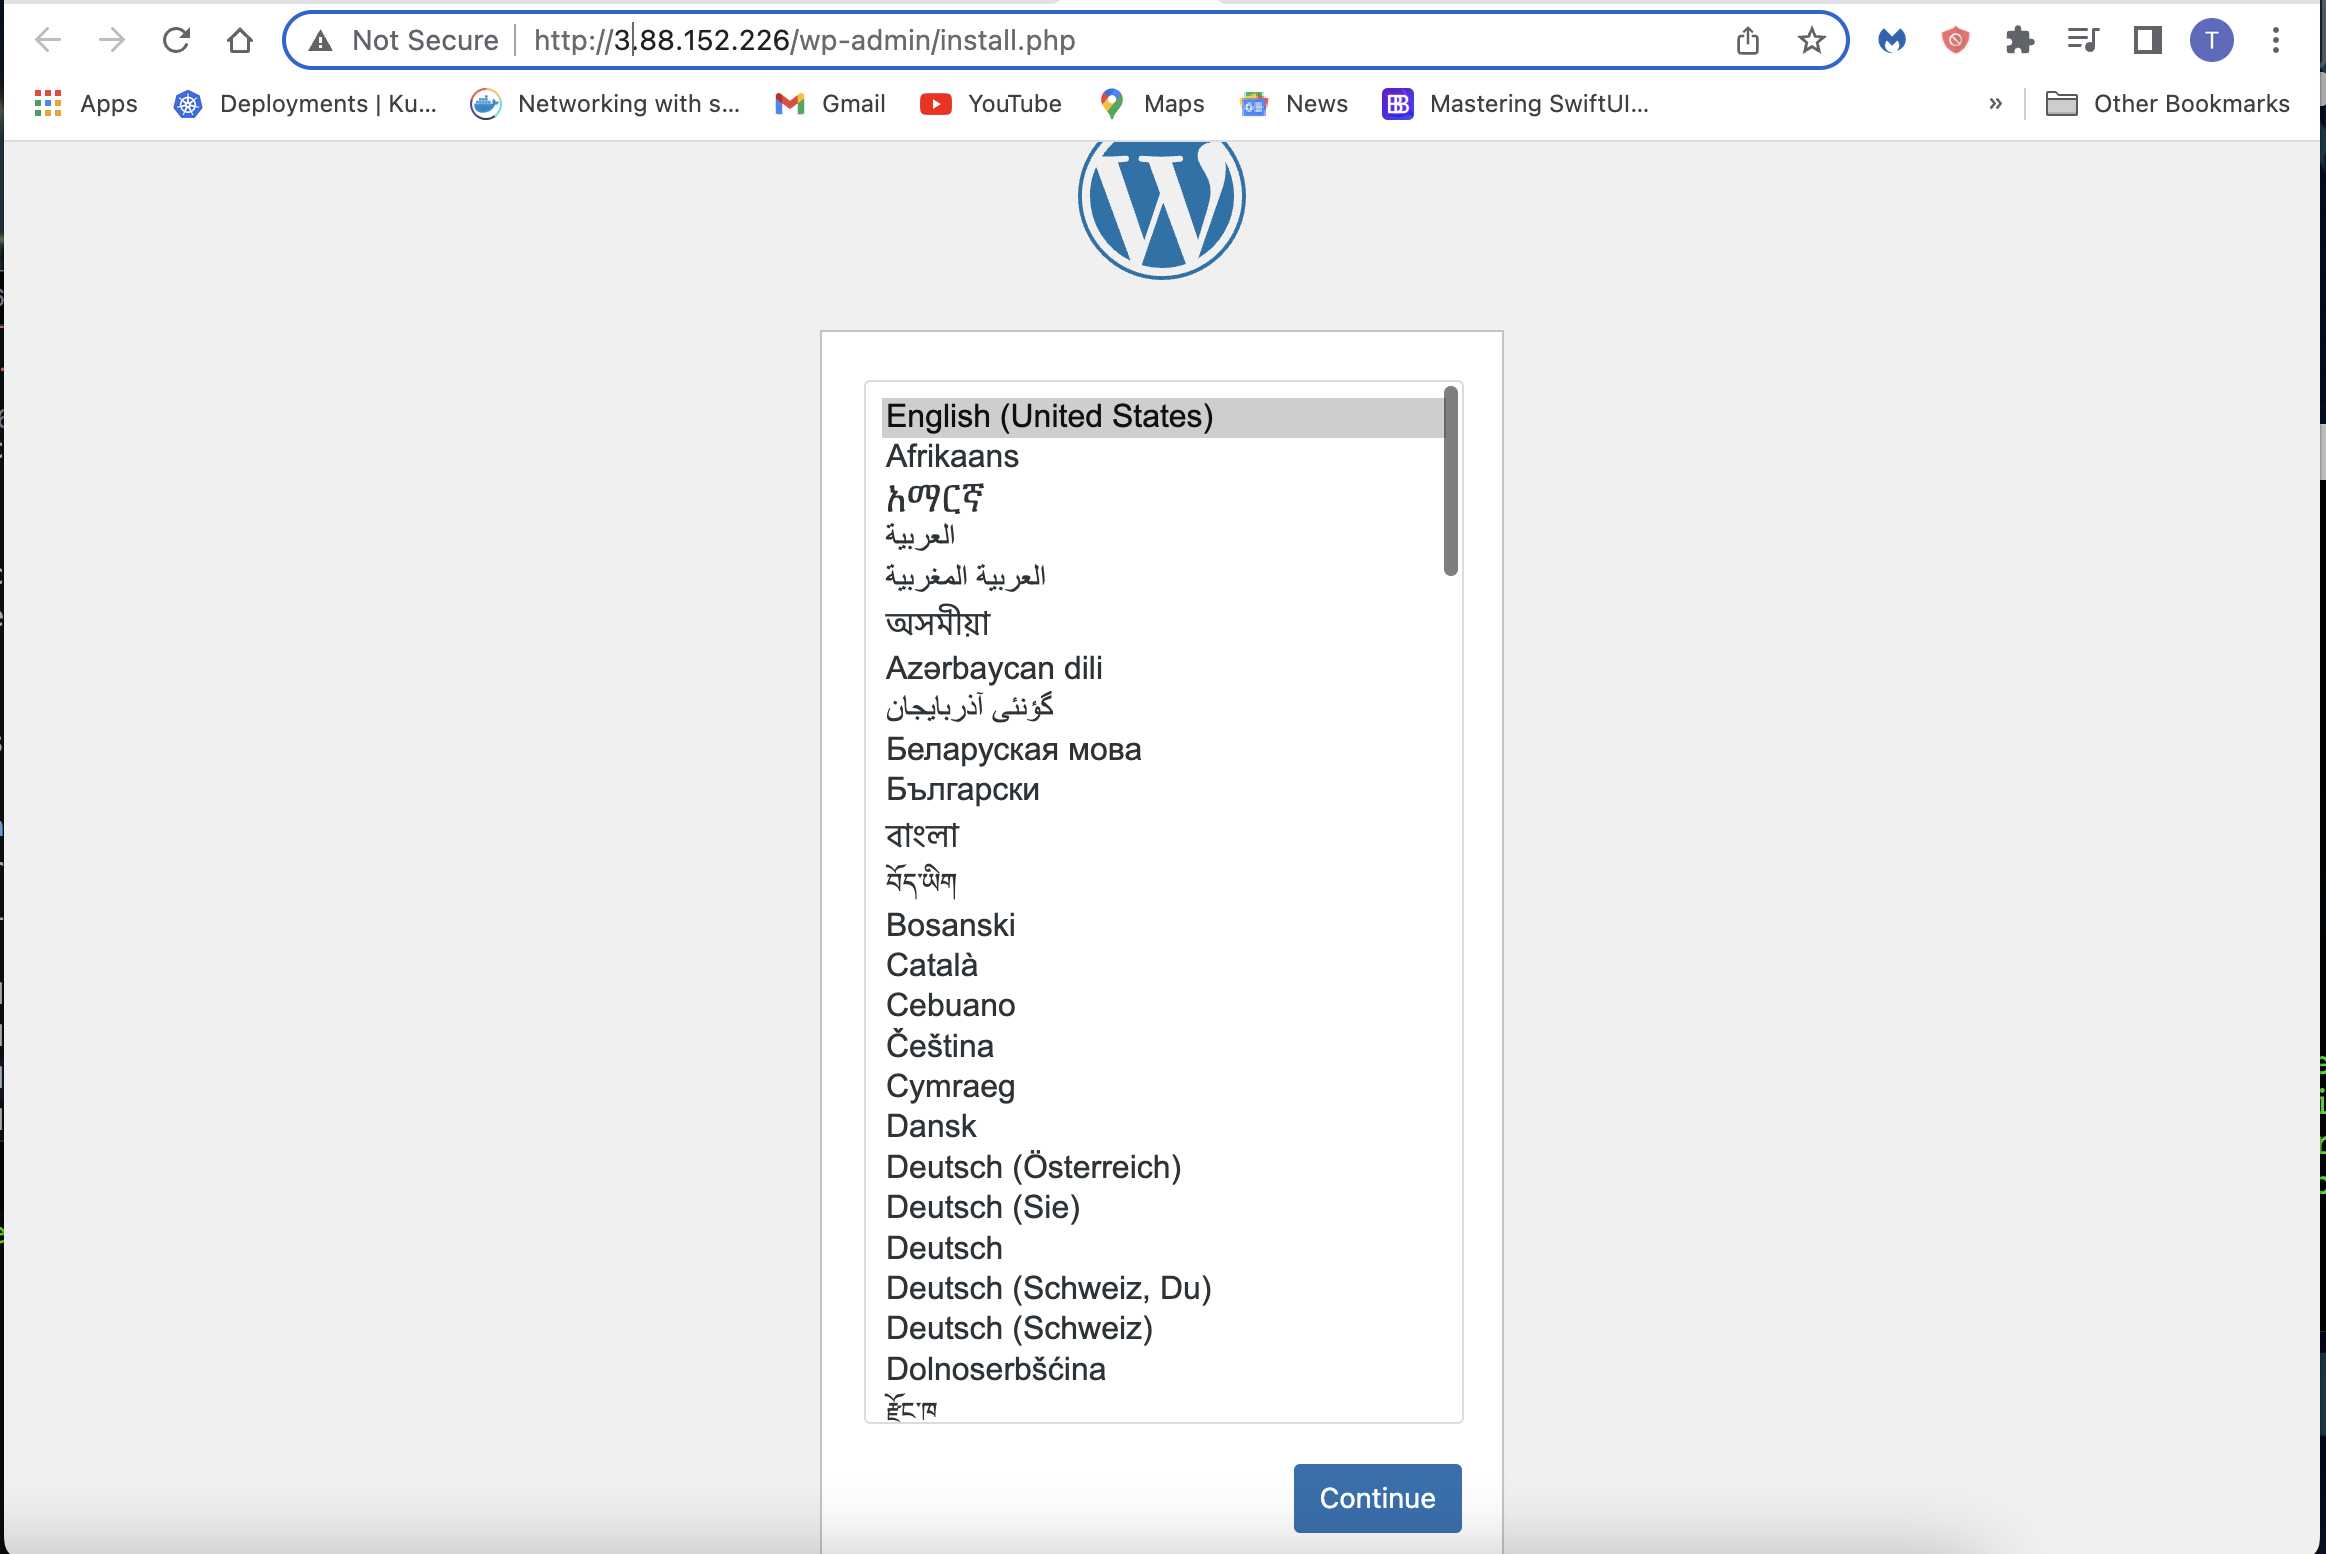 Not Secure http://3.88.152.226/wp-admin/install.php T
Apps Deployments | Ku... Networking with s... Gmail YouTube Maps News BB Mastering SwiftUI... » Other Bookmarks
English (United States)
Afrikaans
አማርኛ
العربية
العربية المغربية
অসমীয়া
Azərbaycan dili
گؤنئی آذربایجان
Беларуская мова
Български
বাংলা
བོད་ཡིག
Bosanski
Català
Cebuano
Čeština
Cymraeg
Dansk
Deutsch (Österreich)
Deutsch (Sie)
Deutsch
Deutsch (Schweiz, Du)
Deutsch (Schweiz)
Dolnoserbšćina
རྫོང་ཁ
Continue